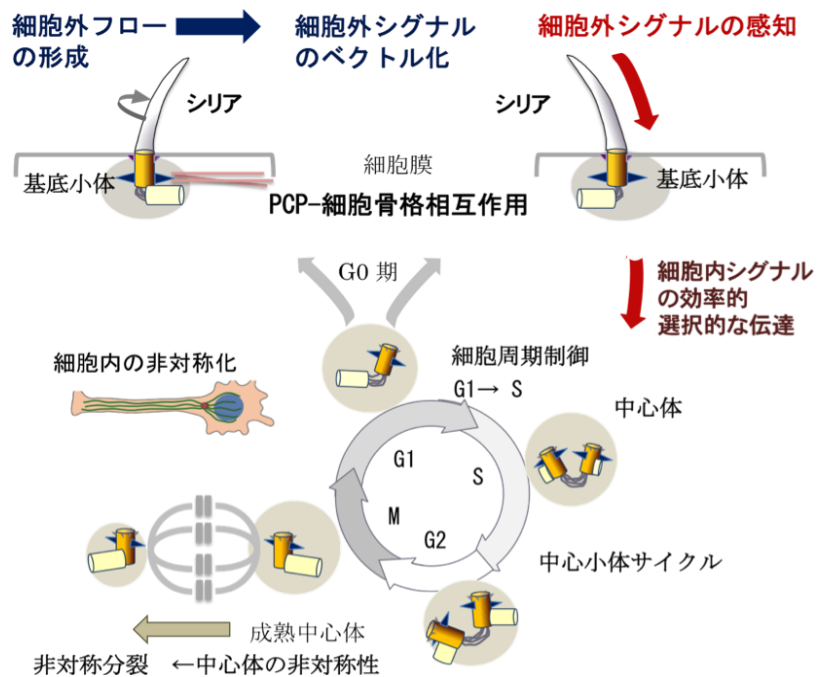 細胞外フロー
の形成
細胞外シグナル
のベクトル化
細胞外シグナルの感知
シリア
シリア
基底小体
細胞膜
基底小体
PCP-細胞骨格相互作用
G0 期
細胞内シグナル
の効率的
選択的な伝達
細胞内の非対称化
細胞周期制御
G1→ S
中心体
G1
S
M
G2
中心小体サイクル
成熟中心体
非対称分裂 ←中心体の非対称性